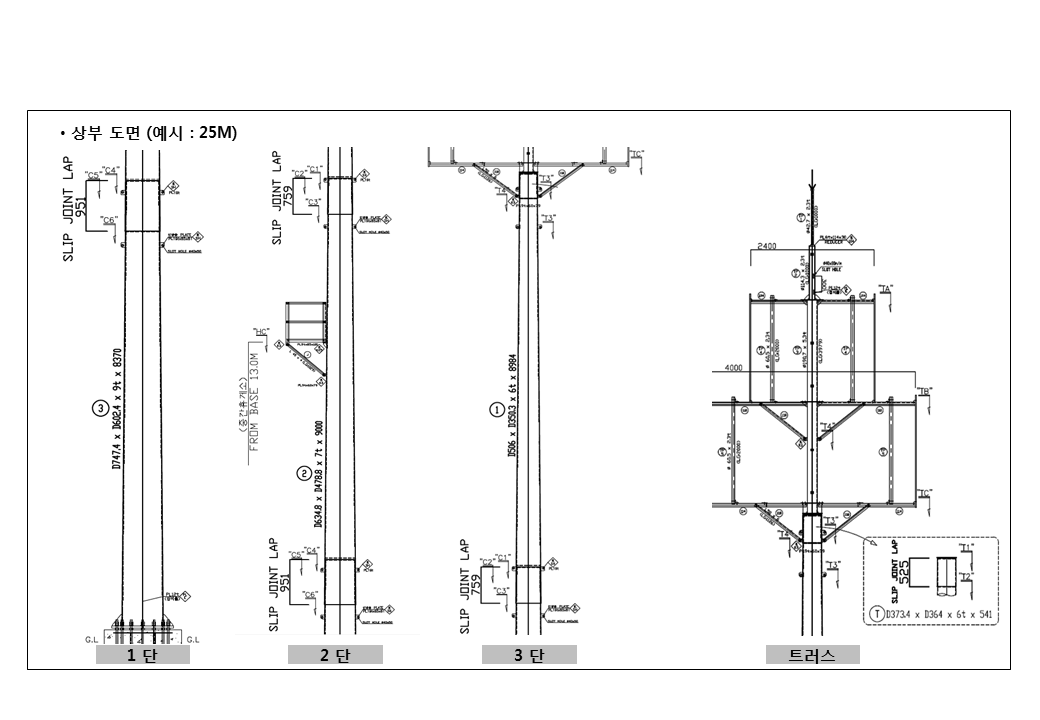 • 상부 도면 (예시 : 25M)
SLIP JOINT LAP
951
"C5"
"C4"
"C6"
3
D747.4 x D602.4 x 9t x 8370
G.L
G.L
1 단
SLIP JOINT LAP
759
"C2"
"C1"
"C3"
"HC"
(중간휴게소)
FROM BASE 13.0M
2
D634.8 x D478.8 x 7t x 9000
SLIP JOINT LAP
951
"C5"
"C4"
"C6"
2 단
"TC"
"T3"
"T3"
1
D506 x D350.3 x 6t x 8984
SLIP JOINT LAP
759
"C2"
"C1"
"C3"
3 단
REDUCER
2400
SLOT HOLE
"TA"
4000
"TB"
"T4"
"TC"
"T3"
"T3"
SLIP JOINT LAP
525
"T1"
"T2"
T D373.4 x D364 x 6t x 541
트러스